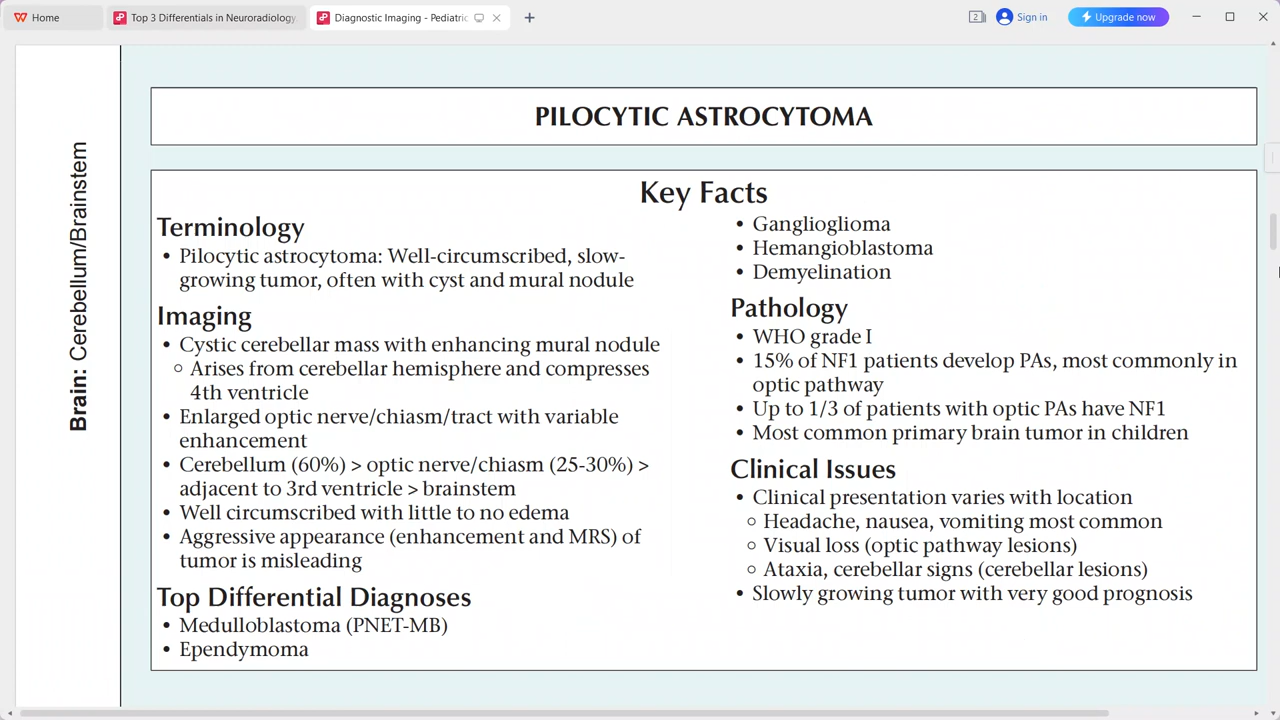 Home
Top 3 Differentials in Neuroradiology.
Diagnostic Imaging - Pediatric
2
Sign in
Upgrade now
Brain: Cerebellum/Brainstem
PILOCYTIC ASTROCYTOMA
Key Facts
Terminology
• Pilocytic astrocytoma: Well-circumscribed, slow-
growing tumor, often with cyst and mural nodule
Imaging
• Cystic cerebellar mass with enhancing mural nodule
○ Arises from cerebellar hemisphere and compresses
4th ventricle
• Enlarged optic nerve/chiasm/tract with variable
enhancement
• Cerebellum (60%) > optic nerve/chiasm (25-30%) >
adjacent to 3rd ventricle > brainstem
• Well circumscribed with little to no edema
• Aggressive appearance (enhancement and MRS) of
tumor is misleading
Top Differential Diagnoses
• Medulloblastoma (PNET-MB)
• Ependymoma
• Ganglioglioma
• Hemangioblastoma
• Demyelination
Pathology
• WHO grade I
• 15% of NF1 patients develop PAs, most commonly in
optic pathway
• Up to 1/3 of patients with optic PAs have NF1
• Most common primary brain tumor in children
Clinical Issues
• Clinical presentation varies with location
○ Headache, nausea, vomiting most common
○ Visual loss (optic pathway lesions)
○ Ataxia, cerebellar signs (cerebellar lesions)
• Slowly growing tumor with very good prognosis